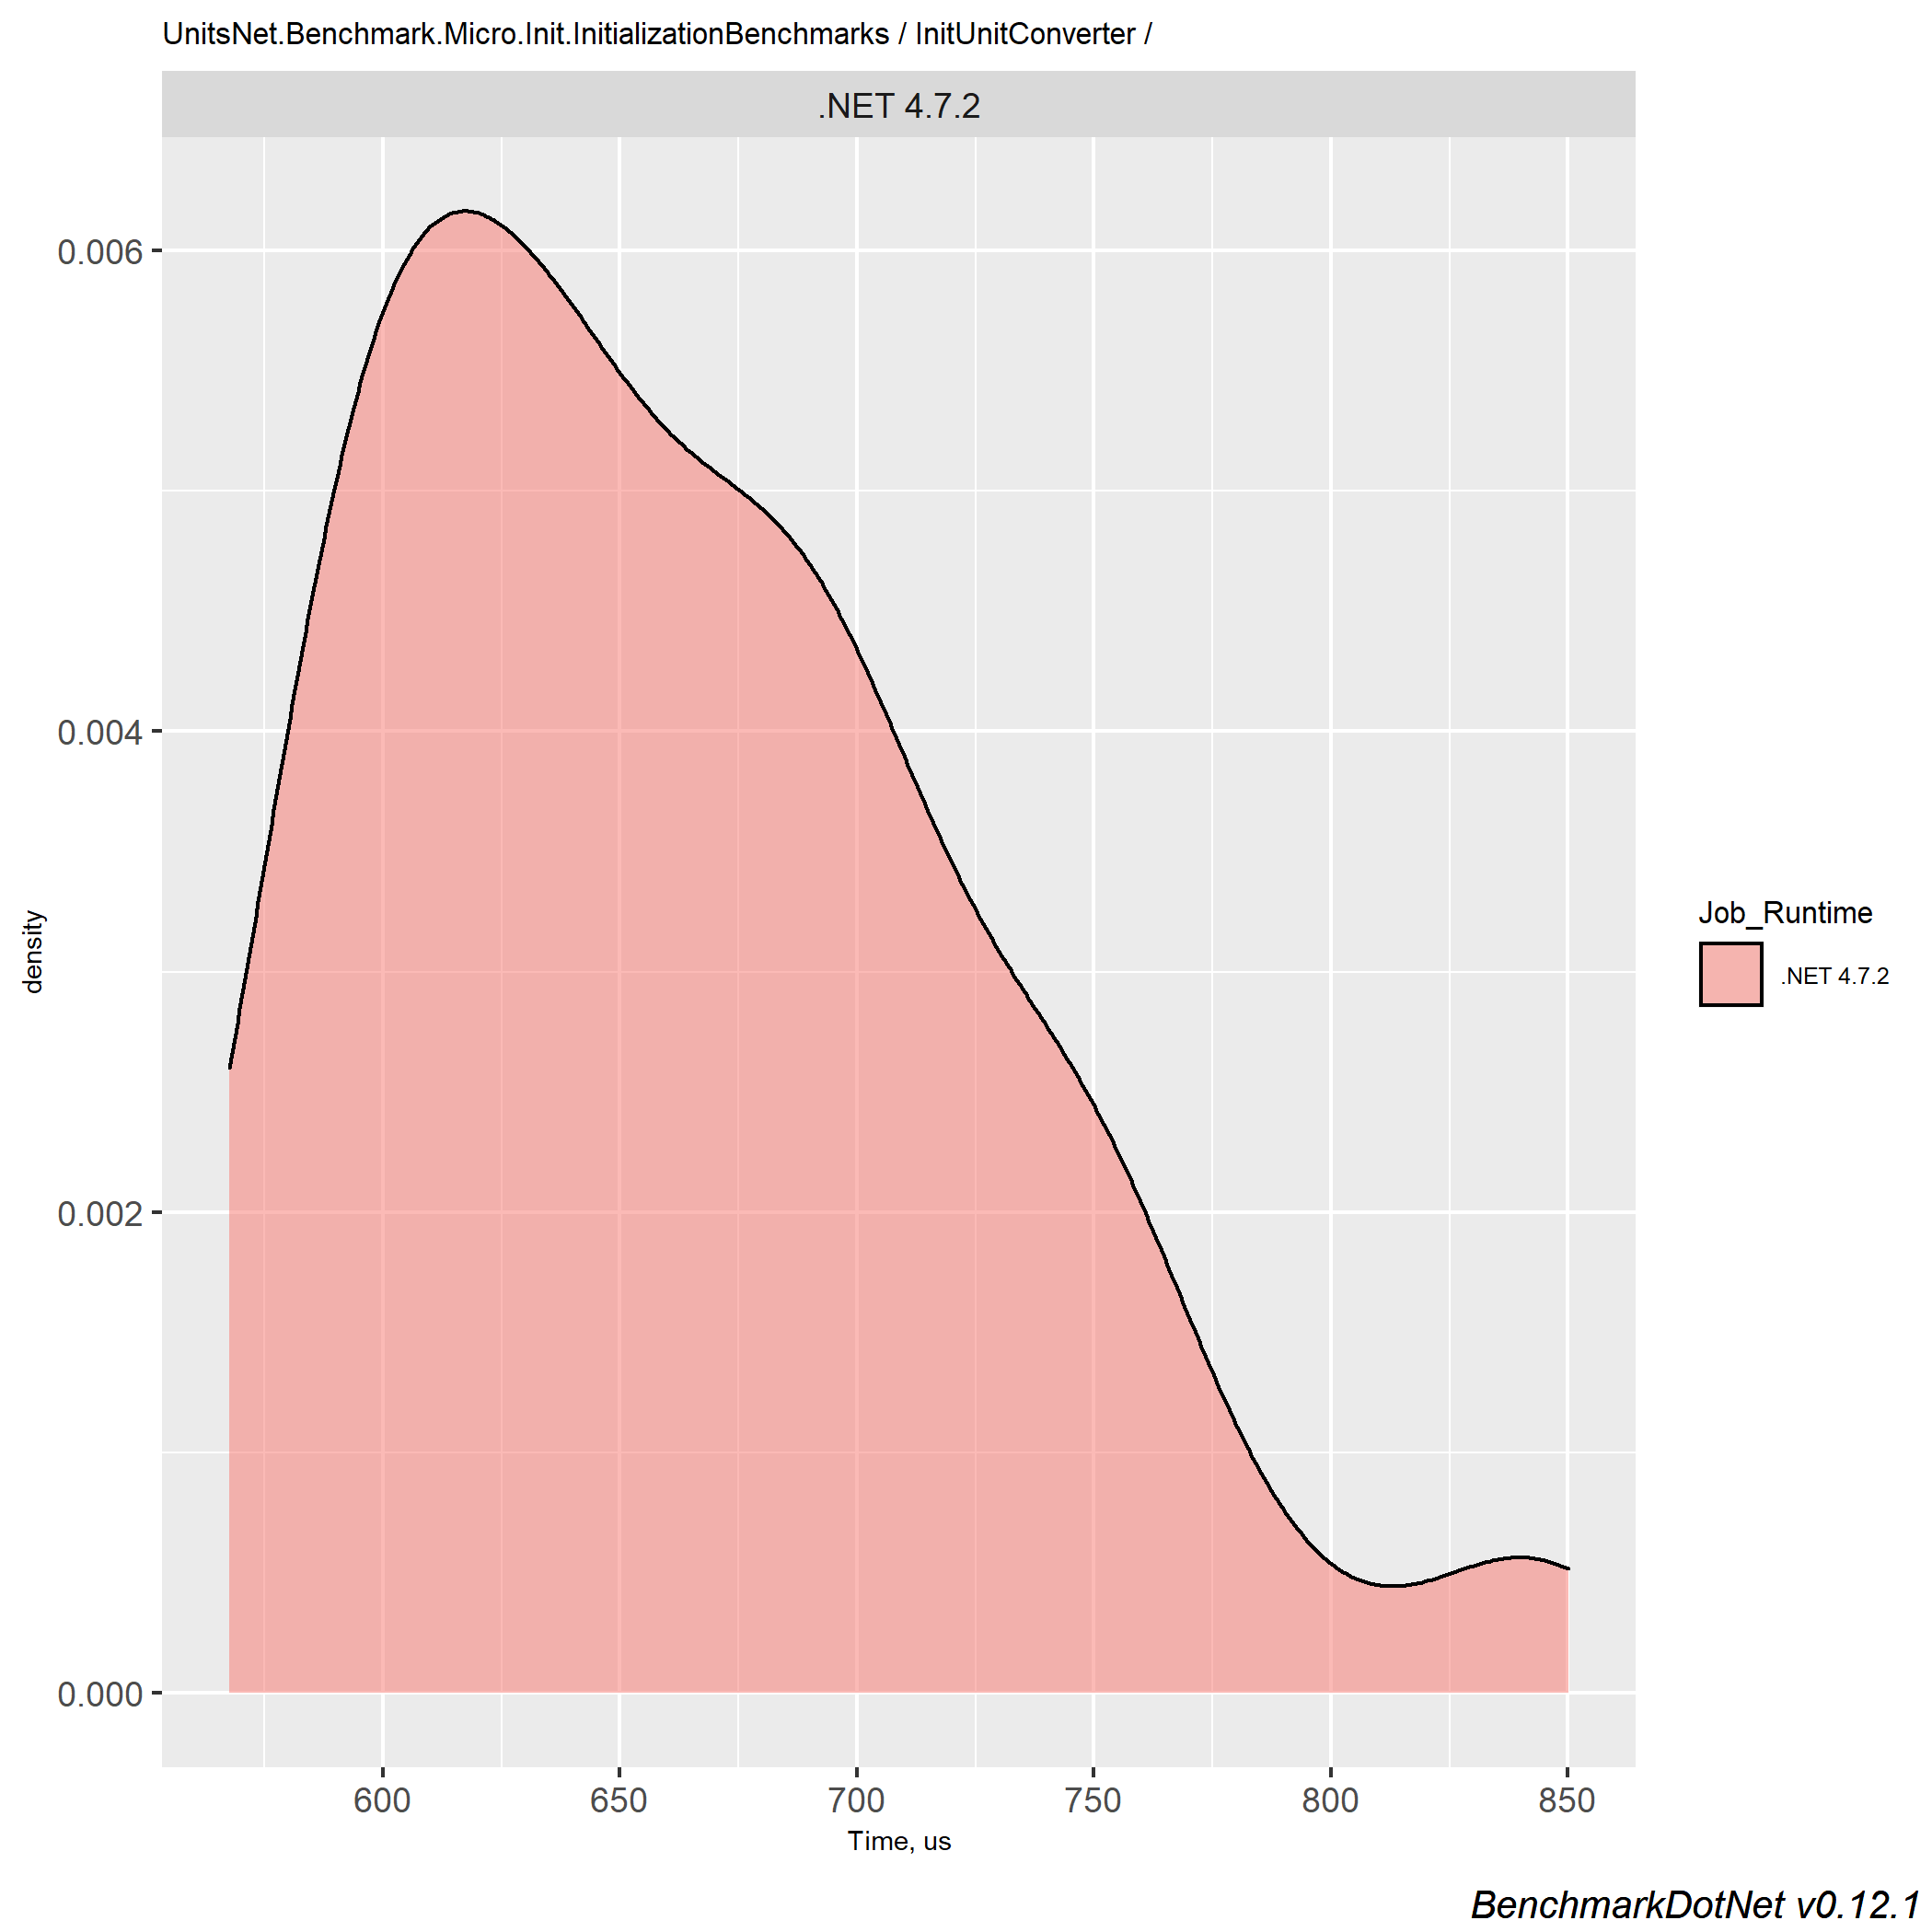 UnitsNet.Benchmark.Micro.Init.InitializationBenchmarks / InitUnitConverter /
.NET 4.7.2
0.006
0.004
0.002
0.000
density
600 650 700 750 800 850
Time, us
Job_Runtime
.NET 4.7.2
BenchmarkDotNet v0.12.1